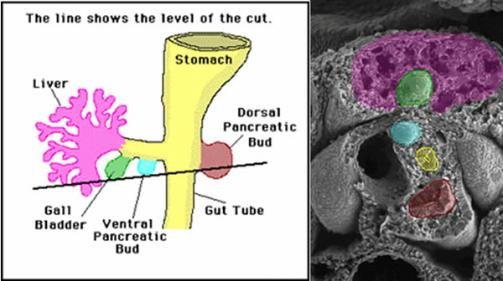 The line shows the level of the cut.
Stomach
Liver
Dorsal
Pancreatic
Bud
Gall
Bladder
Ventral
Pancreatic
Bud
Gut Tube